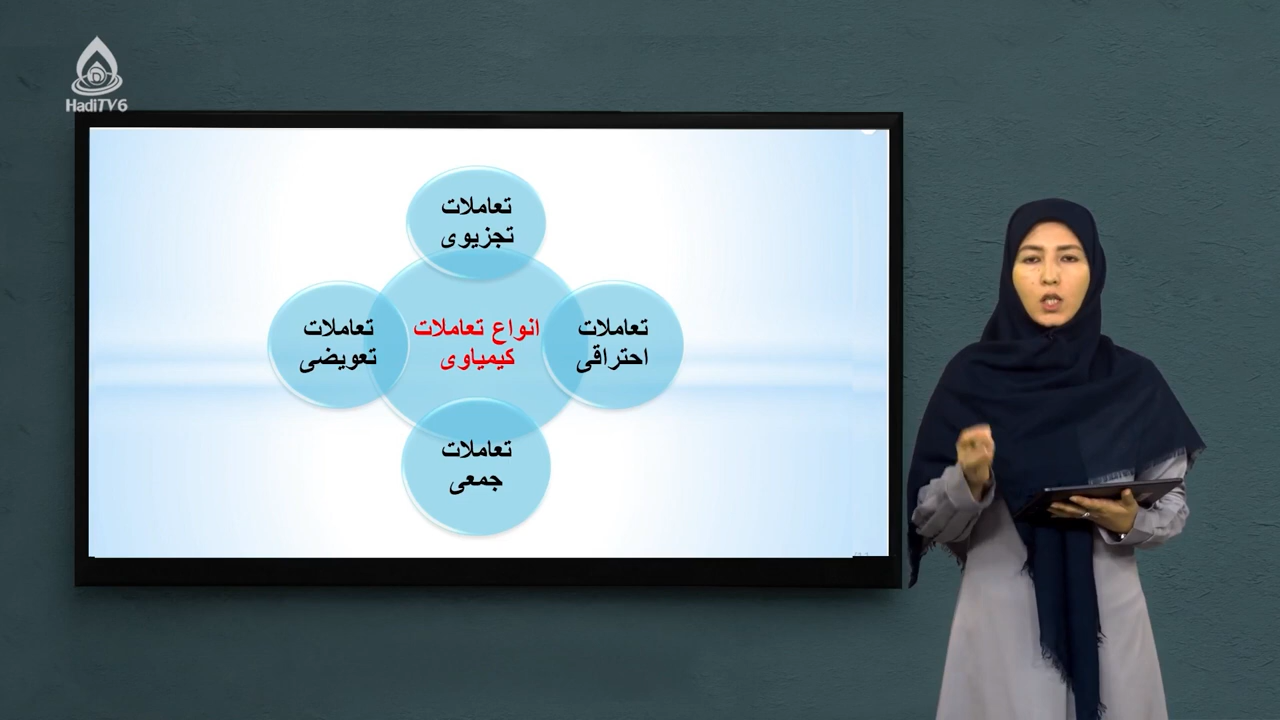 HadiTV6
تعاملات
تجزیوی
تعاملات
احتراقی
انواع تعاملات
کیمیاوی
تعاملات
تعویضی
تعاملات
جمعی